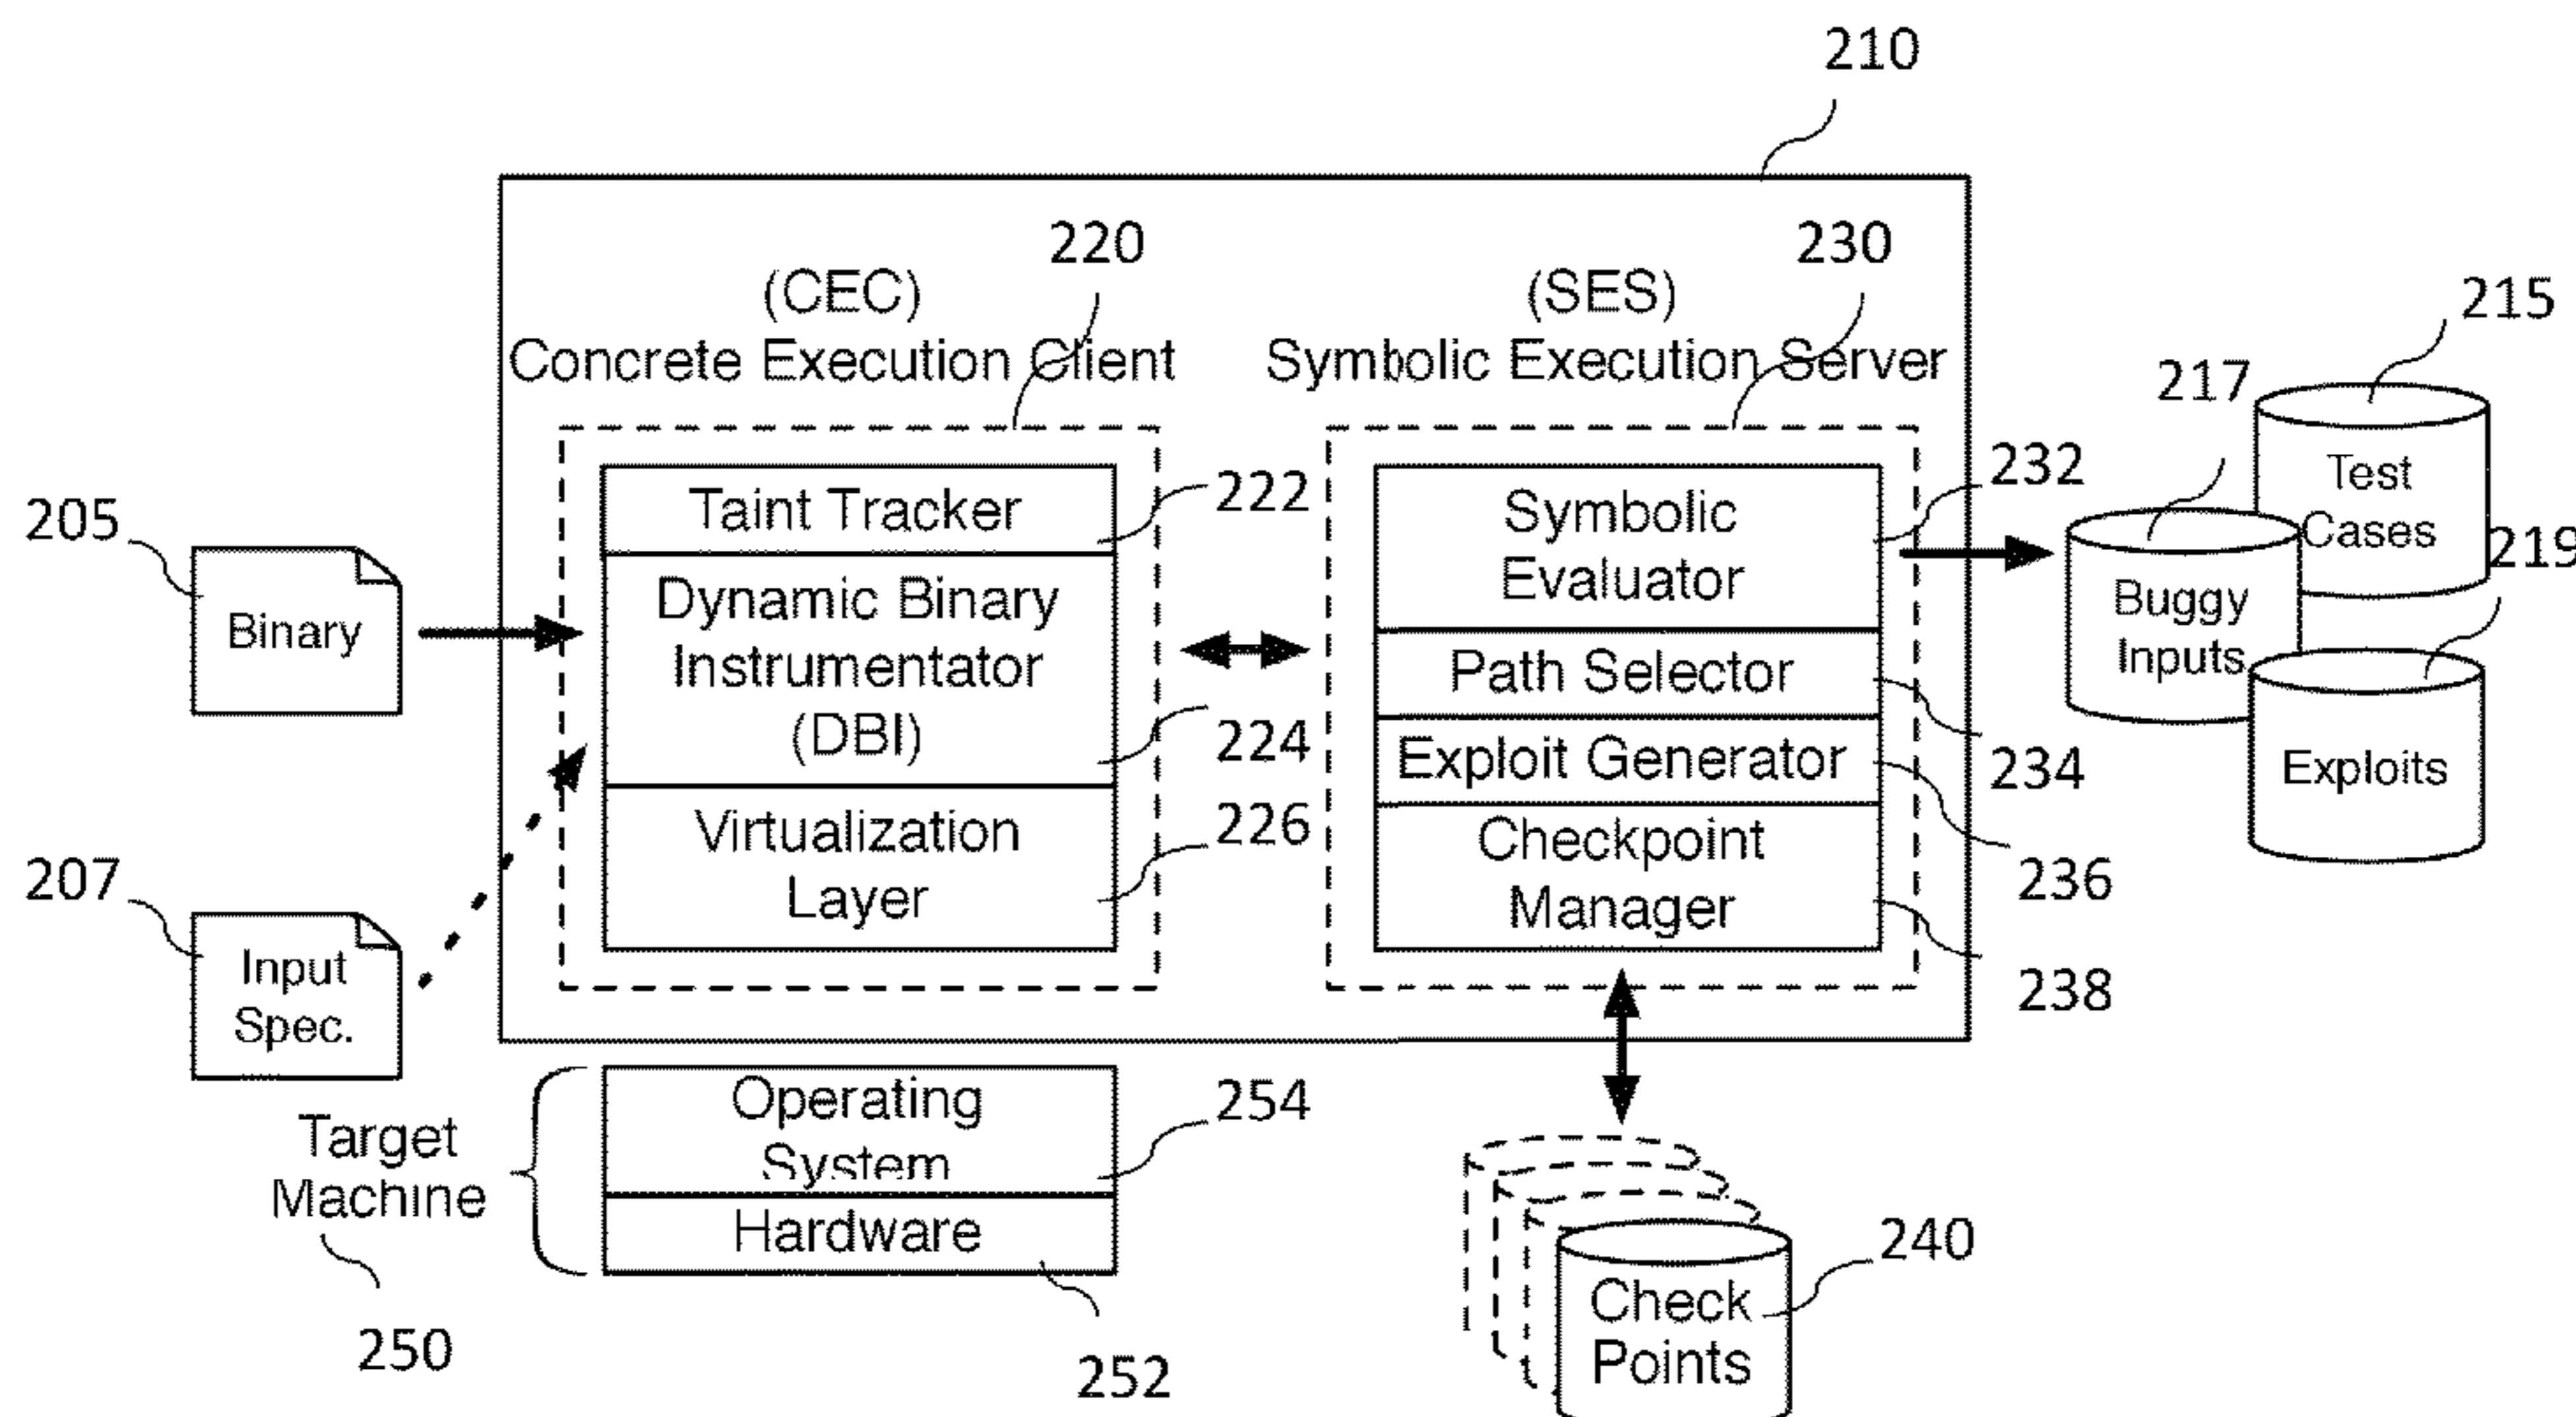 210
220
230
(CEC)
Concrete Execution Client
(SES)
Symbolic Execution Server
215
217
219
Test
Cases
Buggy
Inputs
Exploits
205
Binary
207
Input
Spec.
Taint Tracker
222
Dynamic Binary
Instrumentator
(DBI)
224
Virtualization
Layer
226
Symbolic
Evaluator
232
Path Selector
234
Exploit Generator
236
Checkpoint
Manager
238
Target
Machine
250
Operating
System
254
Hardware
252
Check
Points
240